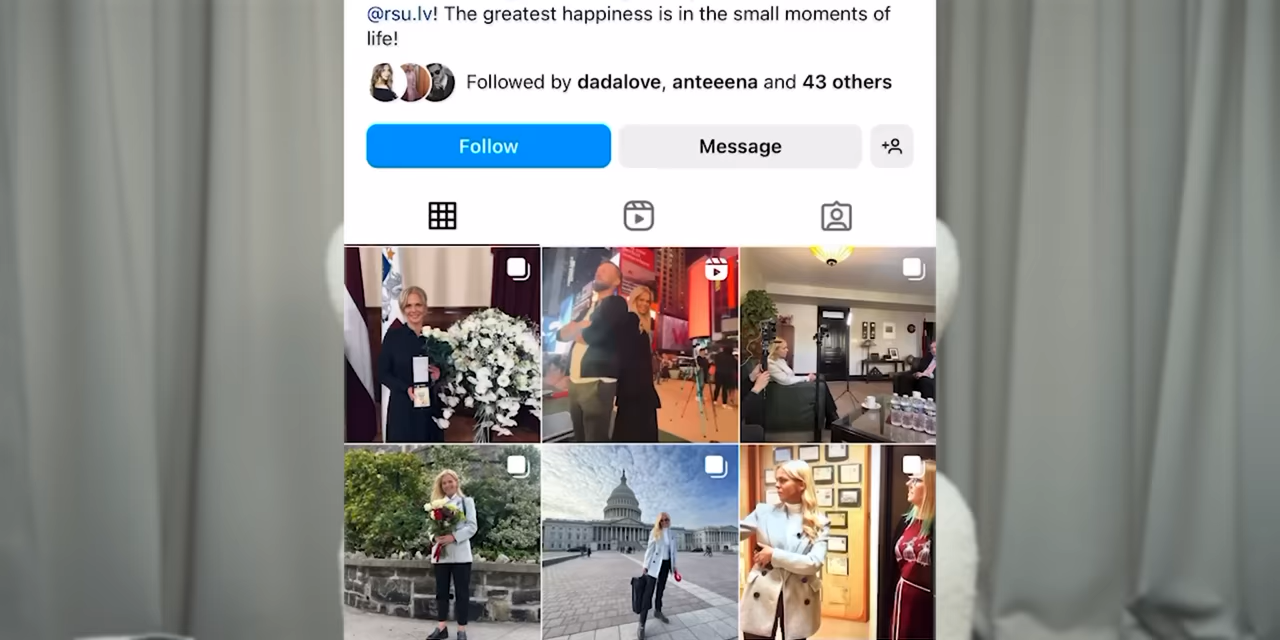 @rsu.lv! The greatest happiness is in the small moments of
life!
Followed by dadalove, anteeena and 43 others
Follow
Message